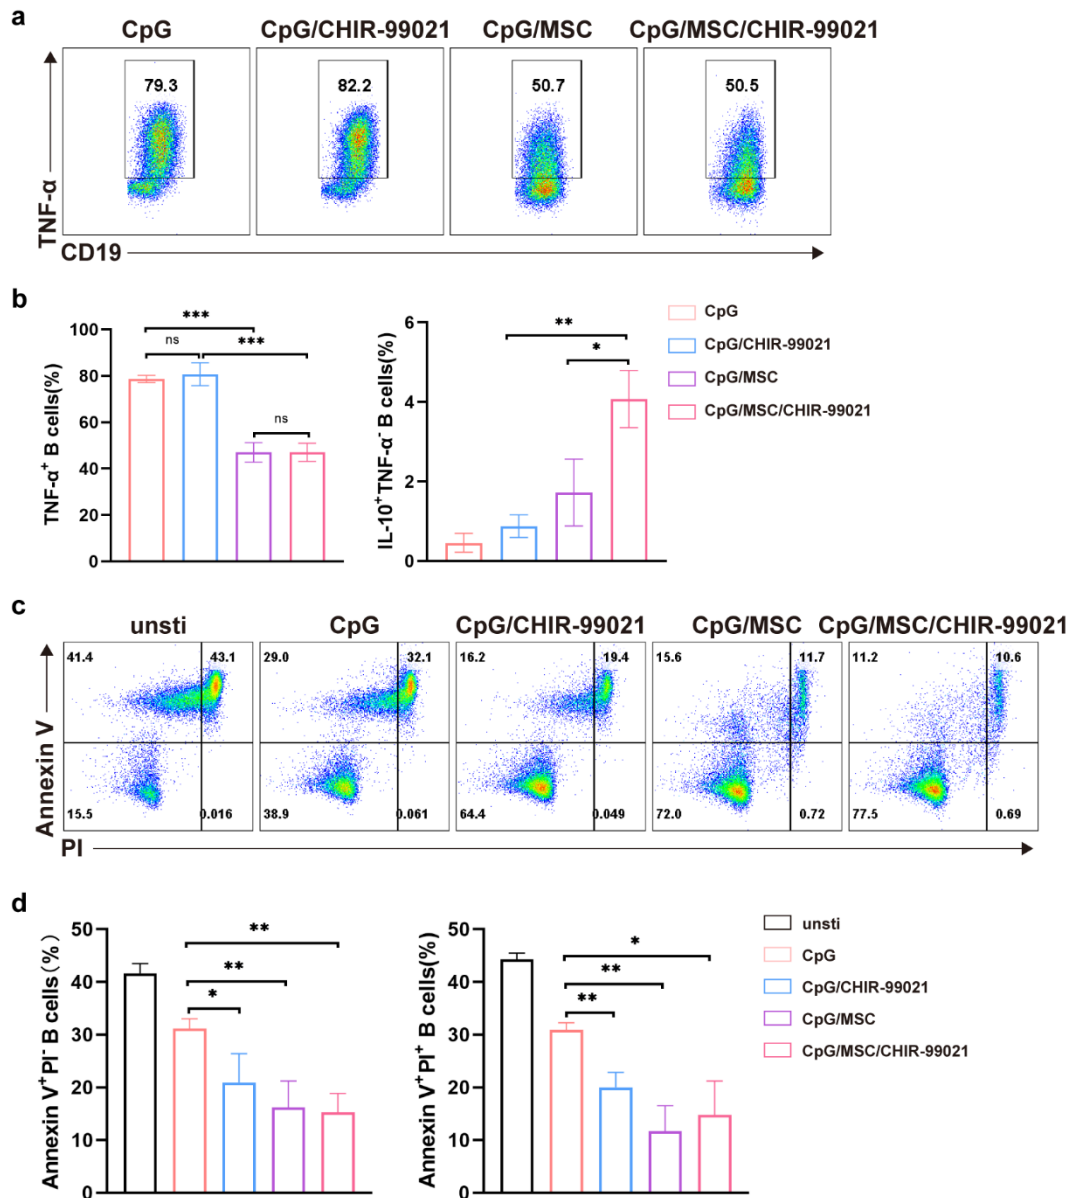 a
CpG CpG/CHIR-99021 CpG/MSC CpG/MSC/CHIR-99021
79.3 82.2 50.7 50.5
TNF-α
CD19
b
TNF-α⁺ B cells(%)
100
80
60
40
20
0
***
ns ***
ns
IL-10⁺TNF-α⁻ B cells(%)
6
4
2
0
**
*
CpG
CpG/CHIR-99021
CpG/MSC
CpG/MSC/CHIR-99021
c
unsti CpG CpG/CHIR-99021 CpG/MSC CpG/MSC/CHIR-99021
41.4 43.1 29.0 32.1 16.2 19.4 15.6 11.7 11.2 10.6
15.5 0.016 38.9 0.061 64.4 0.049 72.0 0.72 77.5 0.69
Annexin V
PI
d
Annexin V⁺PI⁻ B cells(%)
50
40
30
20
10
0
**
**
*
Annexin V⁺PI⁺ B cells(%)
50
40
30
20
10
0
*
**
**
unsti
CpG
CpG/CHIR-99021
CpG/MSC
CpG/MSC/CHIR-99021